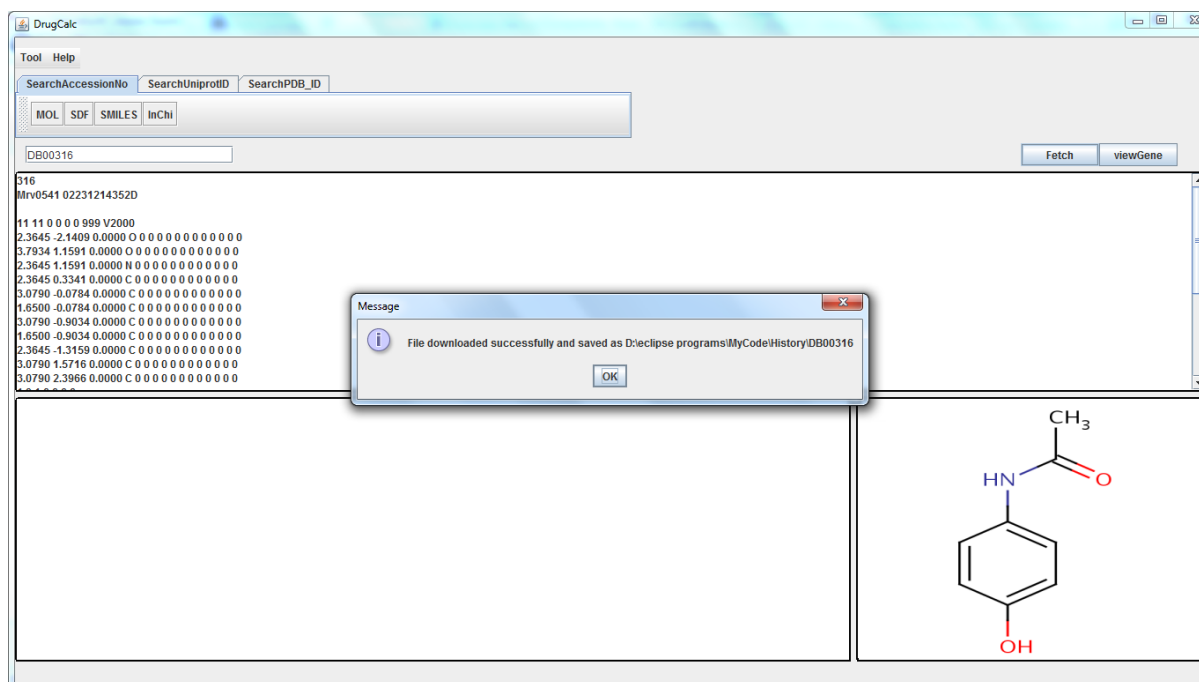 DrugCalc
Tool Help
SearchAccessionNo SearchUniprotID SearchPDB_ID
MOL SDF SMILES InChi
DB00316 Fetch viewGene
316
Mrv0541 02231214352D
11 11 0 0 0 0 999 V2000
2.3645 -2.1409 0.0000 O 0 0 0 0 0 0 0 0 0 0 0 0
3.7934 1.1591 0.0000 O 0 0 0 0 0 0 0 0 0 0 0 0
2.3645 1.1591 0.0000 N 0 0 0 0 0 0 0 0 0 0 0 0
2.3645 0.3341 0.0000 C 0 0 0 0 0 0 0 0 0 0 0 0
3.0790 -0.0784 0.0000 C 0 0 0 0 0 0 0 0 0 0 0 0
1.6500 -0.0784 0.0000 C 0 0 0 0 0 0 0 0 0 0 0 0
3.0790 -0.9034 0.0000 C 0 0 0 0 0 0 0 0 0 0 0 0
1.6500 -0.9034 0.0000 C 0 0 0 0 0 0 0 0 0 0 0 0
2.3645 -1.3159 0.0000 C 0 0 0 0 0 0 0 0 0 0 0 0
3.0790 1.5716 0.0000 C 0 0 0 0 0 0 0 0 0 0 0 0
3.0790 2.3966 0.0000 C 0 0 0 0 0 0 0 0 0 0 0 0
Message
File downloaded successfully and saved as D:\eclipse programs\MyCode\History\DB00316
OK
CH3
HN
O
OH